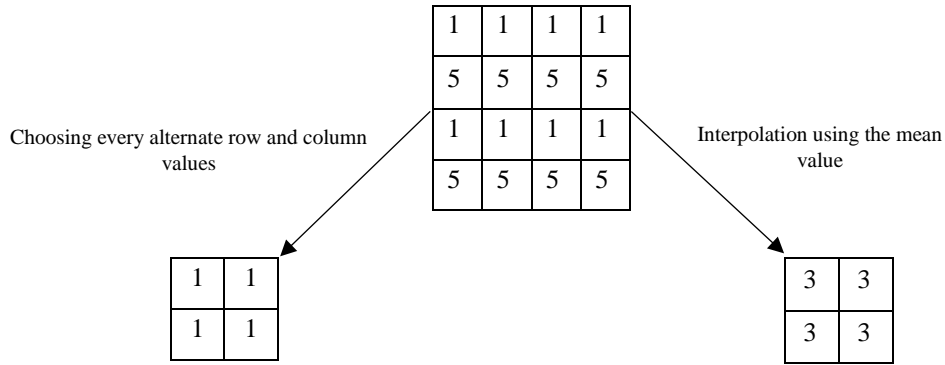 1 1 1 1
5 5 5 5
1 1 1 1
5 5 5 5
Choosing every alternate row and column
values
Interpolation using the mean
value
1 1
1 1
3 3
3 3